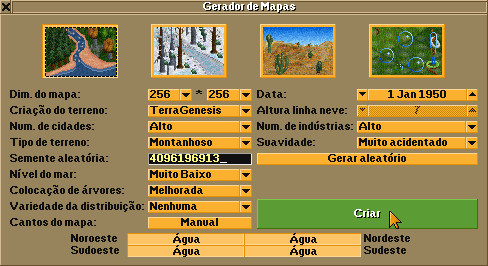 Gerador de Mapas
Dim. do mapa: 256 * 256 Data: 1 Jan 1950
Criação do terreno: TerraGenesis Altura linha neve: 7
Num. de cidades: Alto Num. de indústrias: Alto
Tipo de terreno: Montanhoso Suavidade: Muito acidentado
Semente aleatória: 4096196913_ Gerar aleatório
Nível do mar: Muito Baixo
Colocação de árvores: Melhorada
Variedade da distribuição: Nenhuma Criar
Cantos do mapa: Manual
Noroeste Água Água Nordeste
Sudoeste Água Água Sudeste